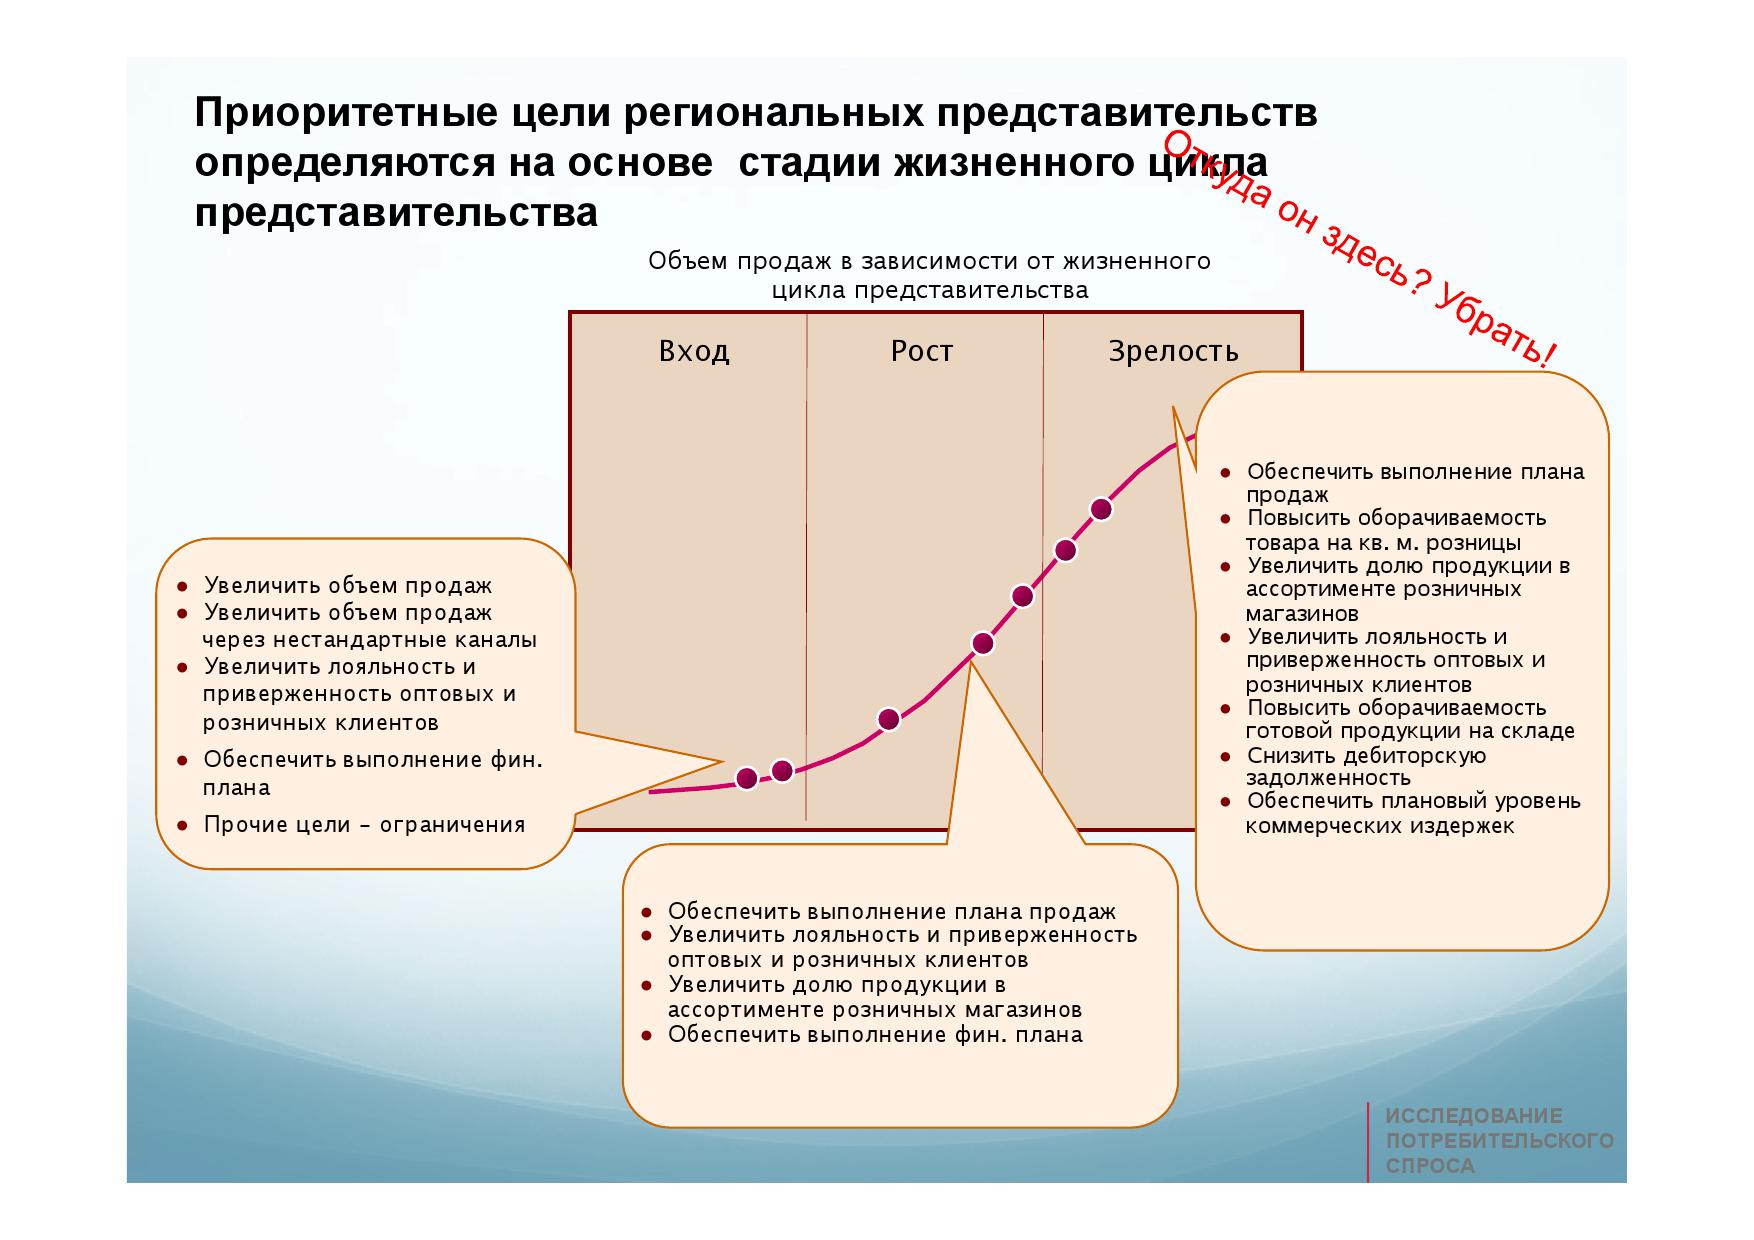 Приоритетные цели региональных представительств
определяются на основе  стадии жизненного цикла
представительства
Откуда он здесь? Убрать!
Объем продаж в зависимости от жизненного
цикла представительства
Вход
Рост
Зрелость
● Увеличить объем продаж
● Увеличить объем продаж
через нестандартные каналы
● Увеличить лояльность и
приверженность оптовых и
розничных клиентов
● Обеспечить выполнение фин.
плана
● Прочие цели – ограничения
● Обеспечить выполнение плана продаж
● Увеличить лояльность и приверженность
оптовых и розничных клиентов
● Увеличить долю продукции в
ассортименте розничных магазинов
● Обеспечить выполнение фин. плана
● Обеспечить выполнение плана
продаж
● Повысить оборачиваемость
товара на кв. м. розницы
● Увеличить долю продукции в
ассортименте розничных
магазинов
● Увеличить лояльность и
приверженность оптовых и
розничных клиентов
● Повысить оборачиваемость
готовой продукции на складе
● Снизить дебиторскую
задолженность
● Обеспечить плановый уровень
коммерческих издержек
ИССЛЕДОВАНИЕ
ПОТРЕБИТЕЛЬСКОГО
СПРОСА